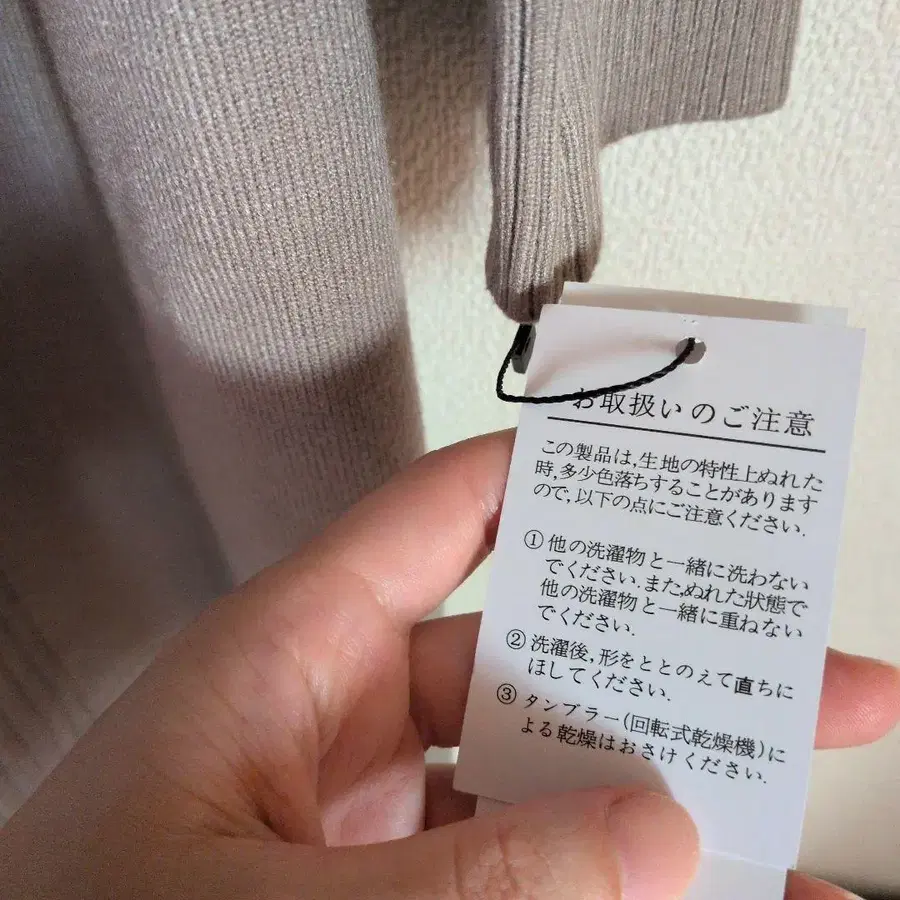 お取扱いのご注意
この製品は,生地の特性上ぬれた
時,多少色落ちすることがあります
ので,以下の点にご注意ください.
① 他の洗濯物と一緒に洗わない
でください.また,ぬれた状態で
他の洗濯物と一緒に重ねない
でください.
② 洗濯後,形をととのえて直ちに
ほしてください.
③ タンブラー(回転式乾燥機)に
よる乾燥はおさけください.